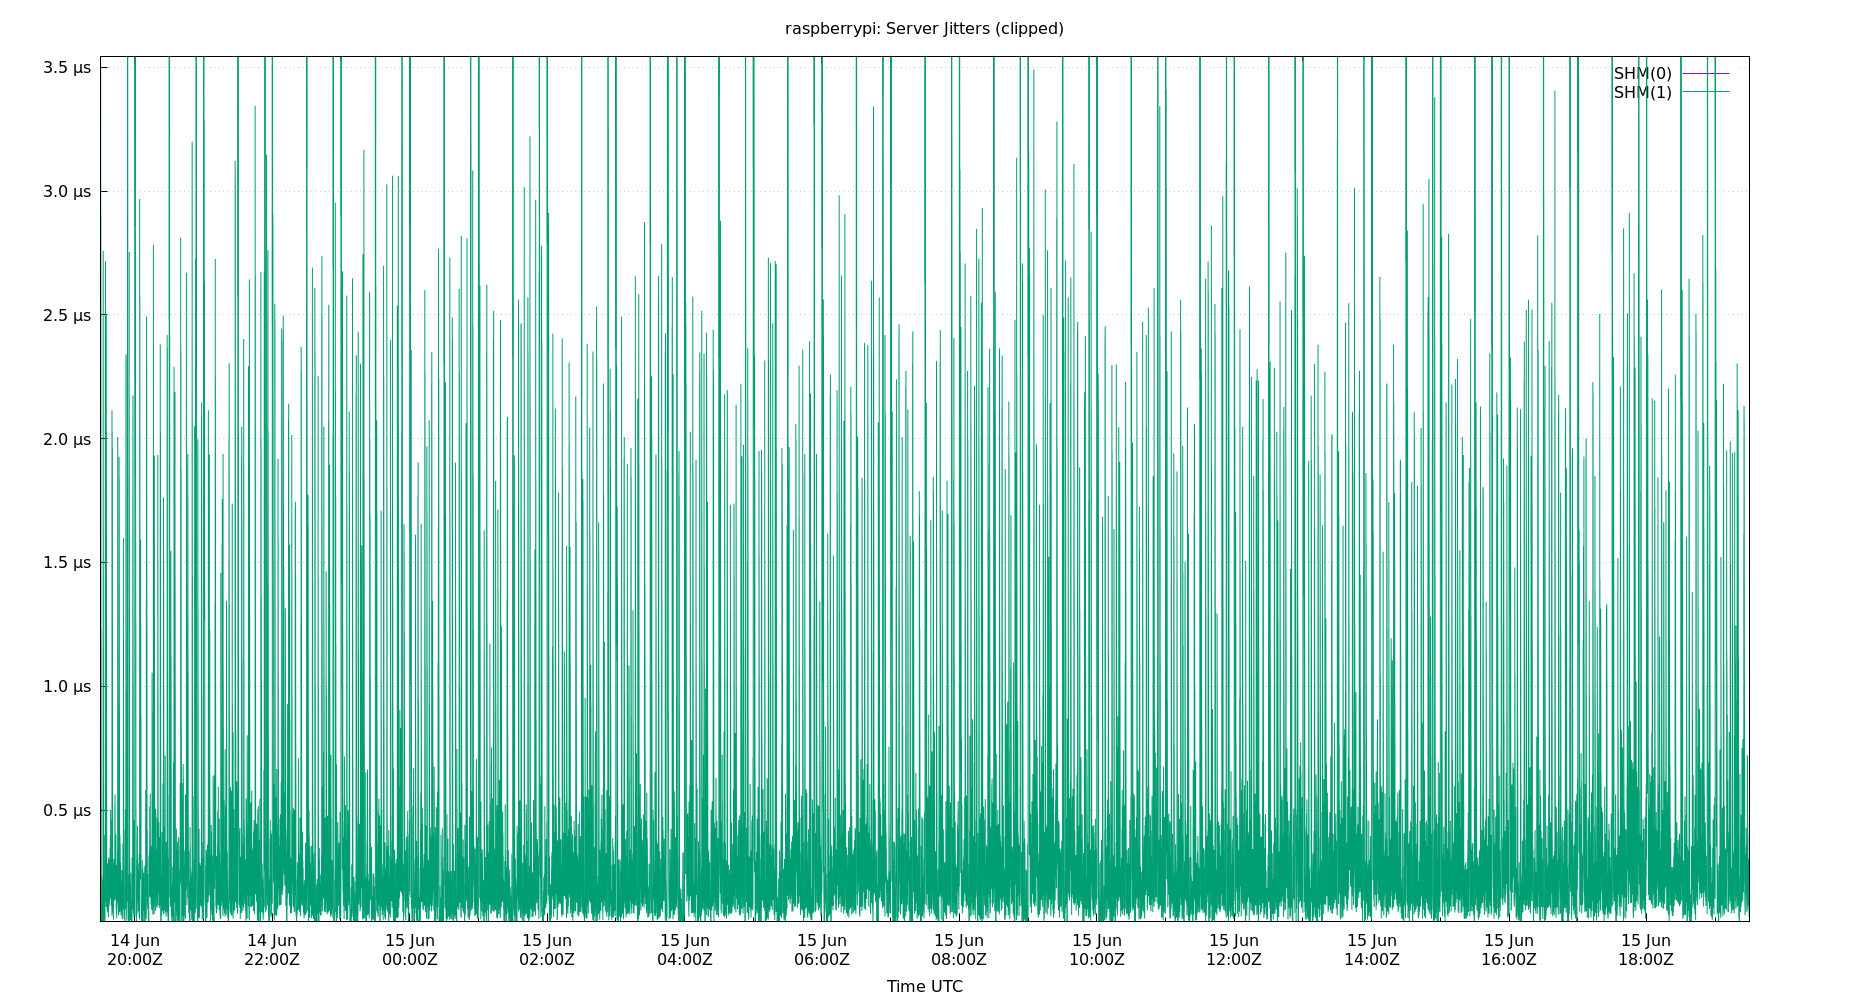 raspberrypi: Server Jitters (clipped)
SHM(0)
SHM(1)
3.5 µs
3.0 µs
2.5 µs
2.0 µs
1.5 µs
1.0 µs
0.5 µs
14 Jun 14 Jun 15 Jun 15 Jun 15 Jun 15 Jun 15 Jun 15 Jun 15 Jun 15 Jun 15 Jun 15 Jun
20:00Z 22:00Z 00:00Z 02:00Z 04:00Z 06:00Z 08:00Z 10:00Z 12:00Z 14:00Z 16:00Z 18:00Z
Time UTC